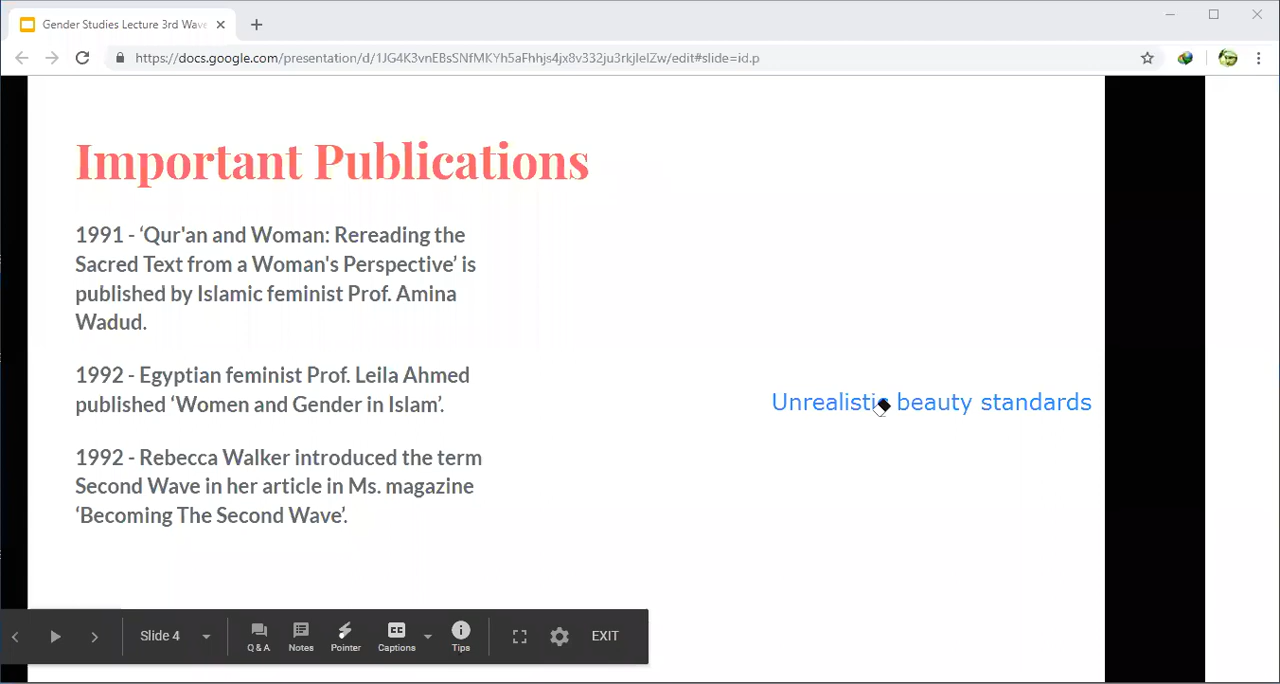 Gender Studies Lecture 3rd Wave
https://docs.google.com/presentation/d/1JG4K3vnEBsSNfMKYh5aFhhjs4jx8v332ju3rkjlelZw/edit#slide=id.p
Important Publications
1991 - ‘Qur'an and Woman: Rereading the
Sacred Text from a Woman's Perspective’ is
published by Islamic feminist Prof. Amina
Wadud.
1992 - Egyptian feminist Prof. Leila Ahmed
published ‘Women and Gender in Islam’.
Unrealistic beauty standards
1992 - Rebecca Walker introduced the term
Second Wave in her article in Ms. magazine
‘Becoming The Second Wave’.
Slide 4
Q & A
Notes
Pointer
CC
Captions
Tips
EXIT